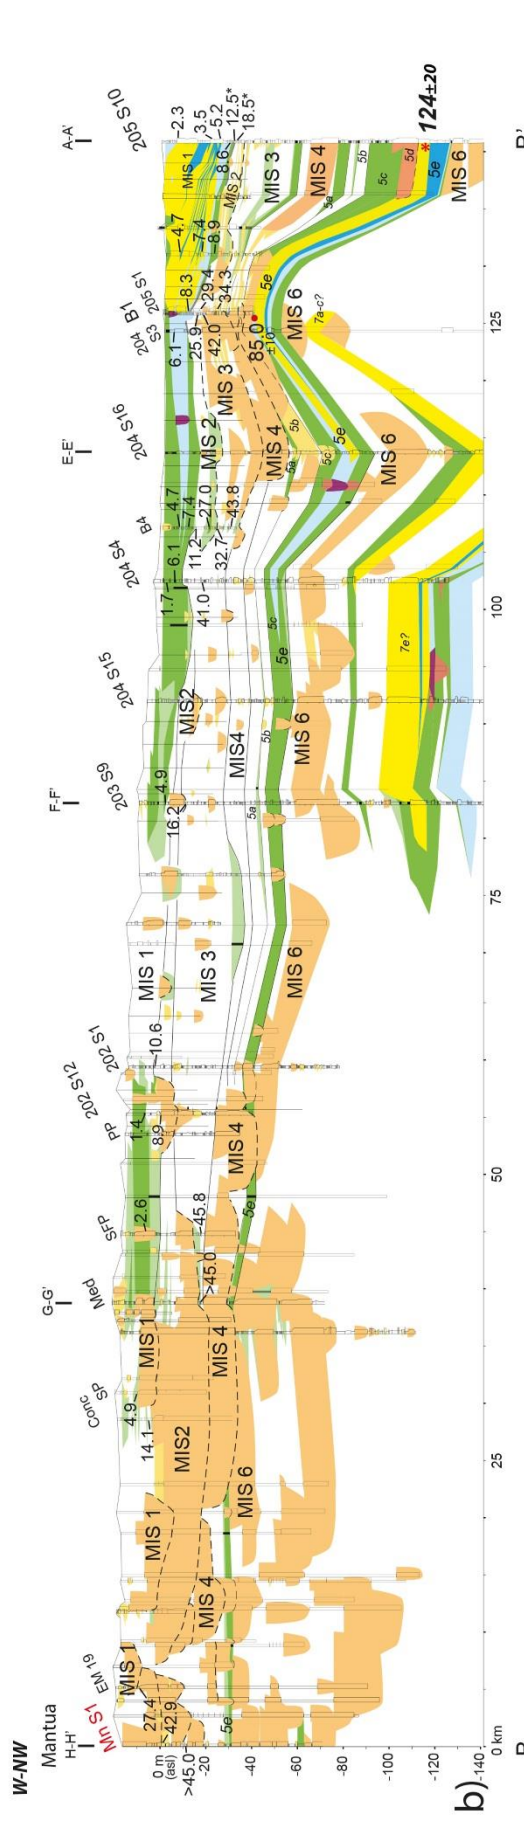 W-NW
Mantua
H-H'
G-G'
F-F'
E-E'
A-A'
Mn S1
EM 19
Conc
SP
Med
SFP
PP
202 S12
202 S1
203 S9
204 S15
204 S4
B4
204 S16
204 B1
S3
205 S1
205 S10
0 m
(asl)
>45.0
-20
-40
-60
-80
-100
-120
-140
27.4
42.9
MIS 1
MIS 1
MIS 4
5e
4.9
14.1
MIS2
MIS 6
MIS 1
MIS 4
>45.0
45.8
2.6
1.4
8.9
MIS 4
5e
10.6
MIS 1
MIS 3
MIS 6
16.2
4.9
MIS2
MIS4
5a
5b
5c
5e
MIS 6
1.7
6.1
41.0
11.2
32.7
4.7
7.4
27.0
43.8
MIS 2
MIS 3
MIS 4
5a
5b
5c
5e
MIS 6
7e?
6.1
25.9
42.0
8.3
29.4
34.3
85.0
±10
5e
MIS 6
7a-c?
4.7
7.4
8.9
MIS 1
8.6
MIS 2
2.3
3.5
5.2
12.5*
18.5*
MIS 3
MIS 4
5a
5b
5c
5d
5e
*
124±20
MIS 6
b)
0 km
25
50
75
100
125